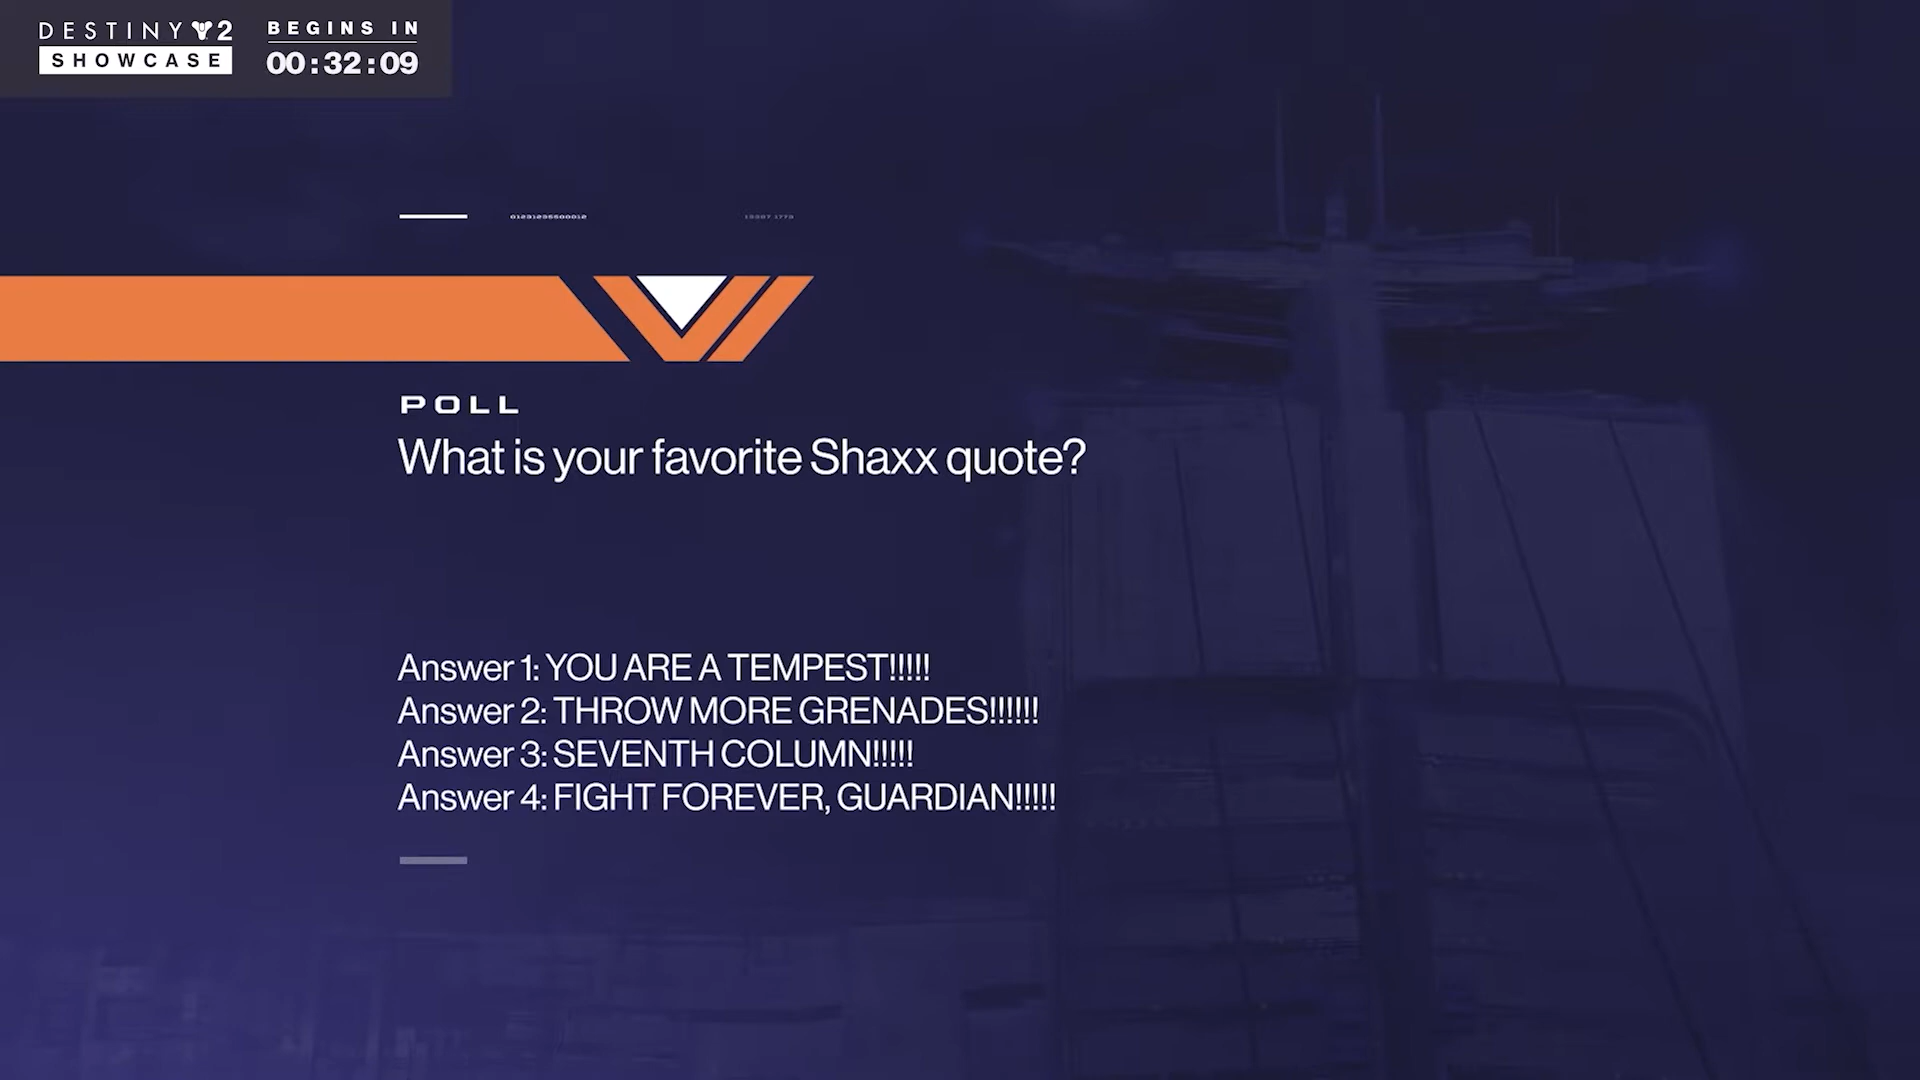 DESTINY 2
SHOWCASE
BEGINS IN
00:32:09
POLL
What is your favorite Shaxx quote?
Answer 1: YOU ARE A TEMPEST!!!!!
Answer 2: THROW MORE GRENADES!!!!!!
Answer 3: SEVENTH COLUMN!!!!!
Answer 4: FIGHT FOREVER, GUARDIAN!!!!!